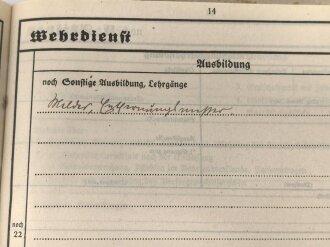 14
Wehrdienst
Ausbildung
noch Sonstige Ausbildung, Lehrgänge
Melder,
noch
22